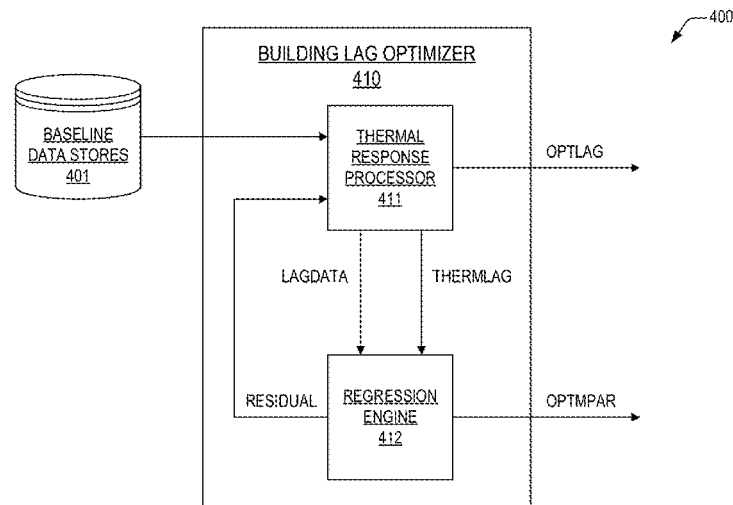 400
BUILDING LAG OPTIMIZER
410
BASELINE
DATA STORES
401
THERMAL
RESPONSE
PROCESSOR
411
OPTLAG
LAGDATA
THERMLAG
RESIDUAL
REGRESSION
ENGINE
412
OPTMPAR